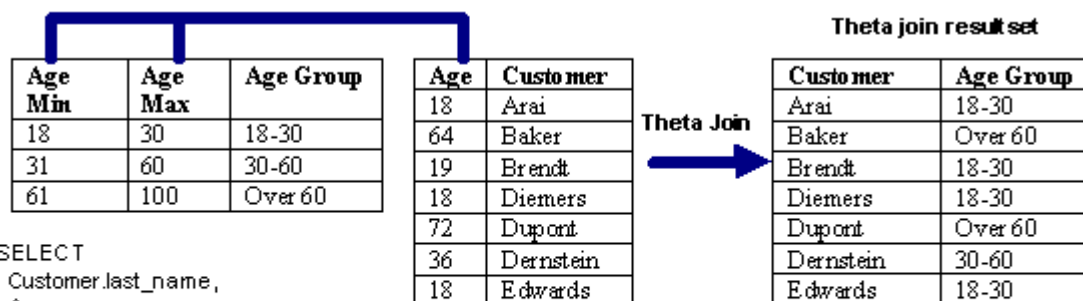 Theta join result set
Age Min Age Max Age Group
18 30 18-30
31 60 30-60
61 100 Over 60
SELECT
Customer.last_name,
Age Customer
18 Arai
64 Baker
19 Brendt
18 Diemers
72 Dupont
36 Dernstein
18 Edwards
Theta Join
Customer Age Group
Arai 18-30
Baker Over 60
Brendt 18-30
Diemers 18-30
Dupont Over 60
Dernstein 30-60
Edwards 18-30